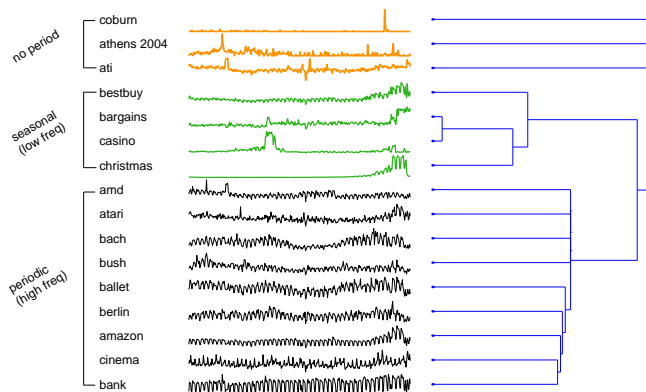 no period
coburn
athens 2004
ati
seasonal
(low freq)
bestbuy
bargains
casino
christmas
periodic
(high freq)
amd
atari
bach
bush
ballet
berlin
amazon
cinema
bank